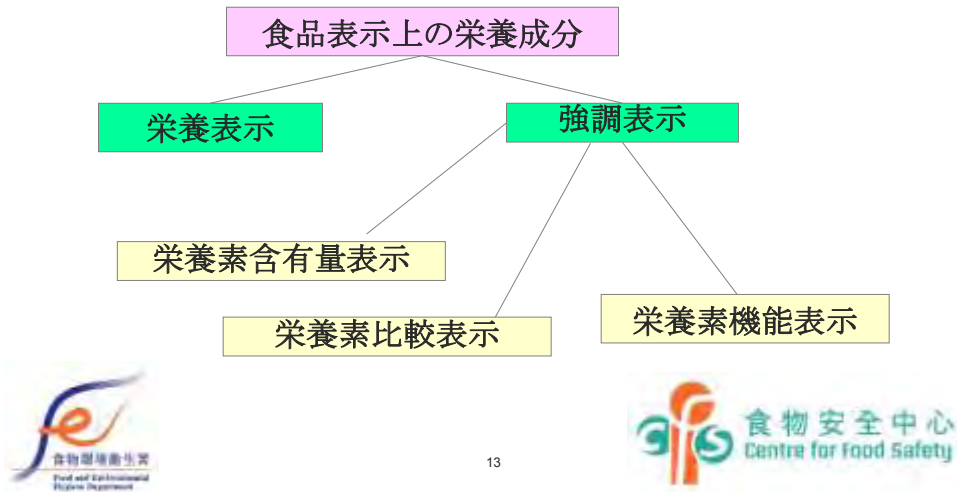 食品表示上の栄養成分
栄養表示
強調表示
栄養素含有量表示
栄養素比較表示
栄養素機能表示
食物環境衞生署
Food and Environmental
Hygiene Department
13
食物安全中心
Centre for Food Safety